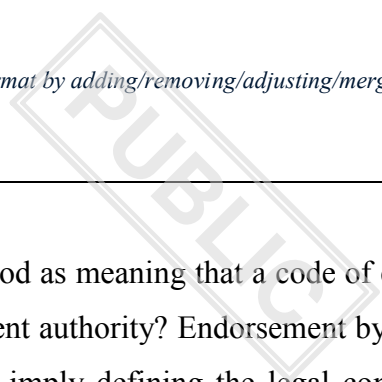 rmat by adding/removing/adjusting/merg
PUBLIC
od as meaning that a code of
ent authority? Endorsement by
imply defining the legal con